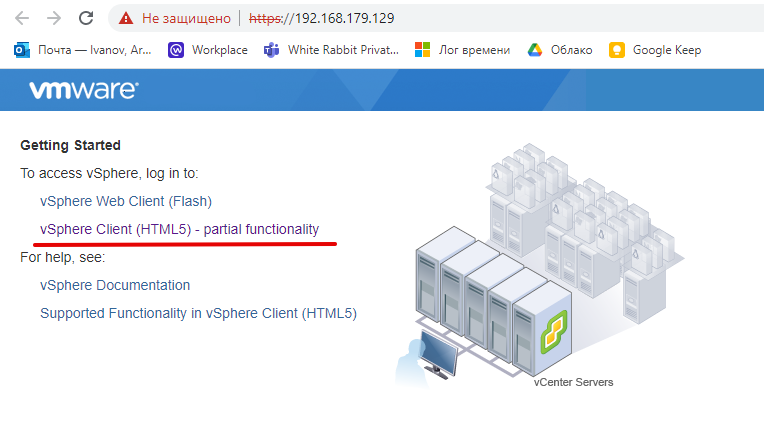 Не защищено https://192.168.179.129
Почта — Ivanov, Ar... Workplace White Rabbit Privat... Лог времени Облако Google Keep
vmware®
Getting Started
To access vSphere, log in to:
vSphere Web Client (Flash)
vSphere Client (HTML5) - partial functionality
For help, see:
vSphere Documentation
Supported Functionality in vSphere Client (HTML5)
vCenter Servers